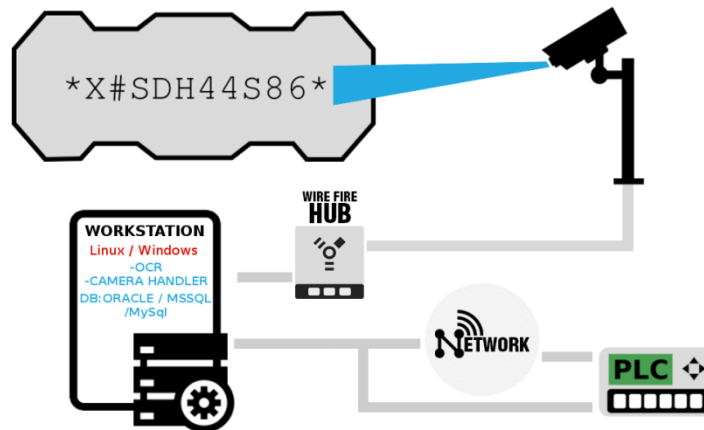 *X#SDH44S86*
WIRE FIRE
HUB
WORKSTATION
Linux / Windows
-OCR
-CAMERA HANDLER
DB:ORACLE / MSSQL
/MySql
NETWORK
PLC